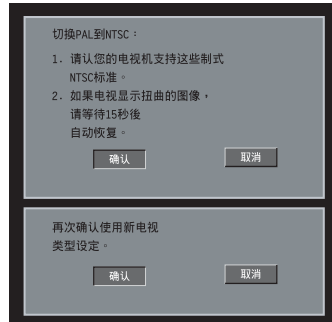 切换PAL到NTSC：
1. 请认您的电视机支持这些制式
NTSC标准。
2. 如果电视显示扭曲的图像，
请等待15秒後
自动恢复。
确认 取消
再次确认使用新电视
类型设定。
确认 取消